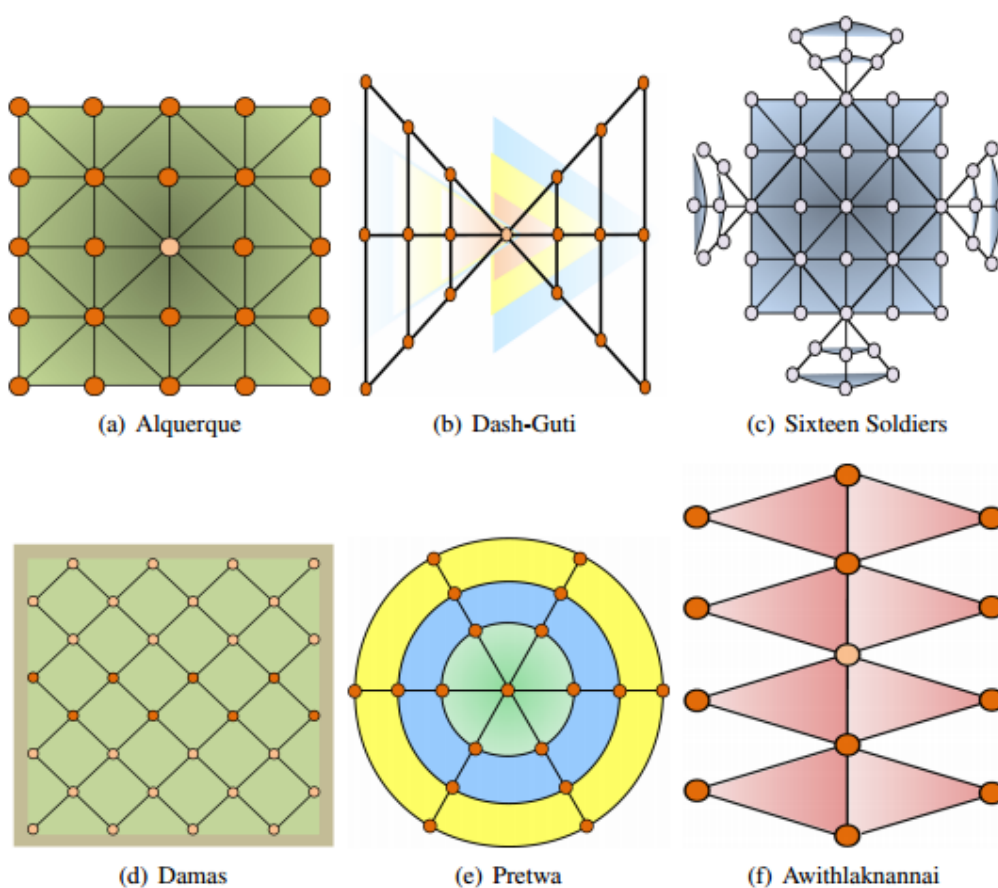 (a) Alquerque
(b) Dash-Guti
(c) Sixteen Soldiers
(d) Damas
(e) Pretwa
(f) Awithlaknannai